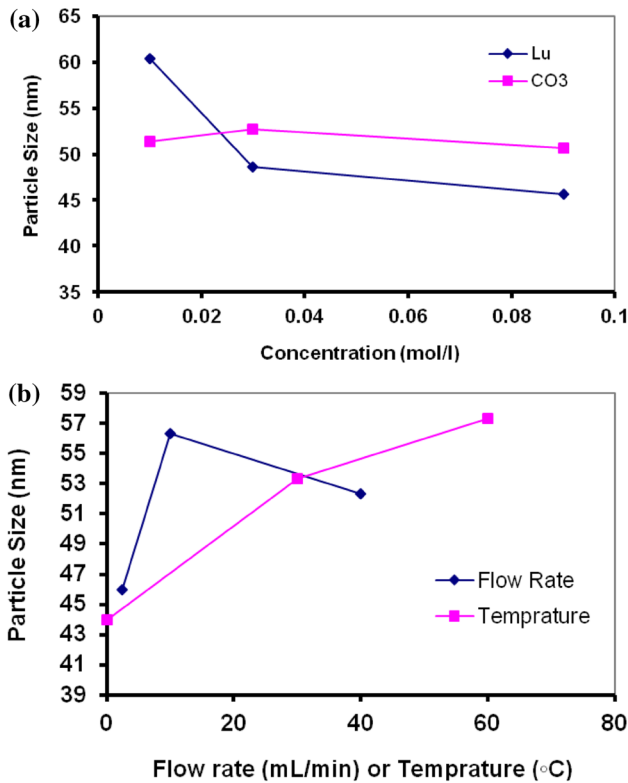 (a)
65
60
55
50
45
40
35
Particle Size (nm)
Lu
CO3
0 0.02 0.04 0.06 0.08 0.1
Concentration (mol/l)
(b)
59
57
55
53
51
49
47
45
43
41
39
Particle Size (nm)
Flow Rate
Temprature
0 20 40 60 80
Flow rate (mL/min) or Temprature (◦C)